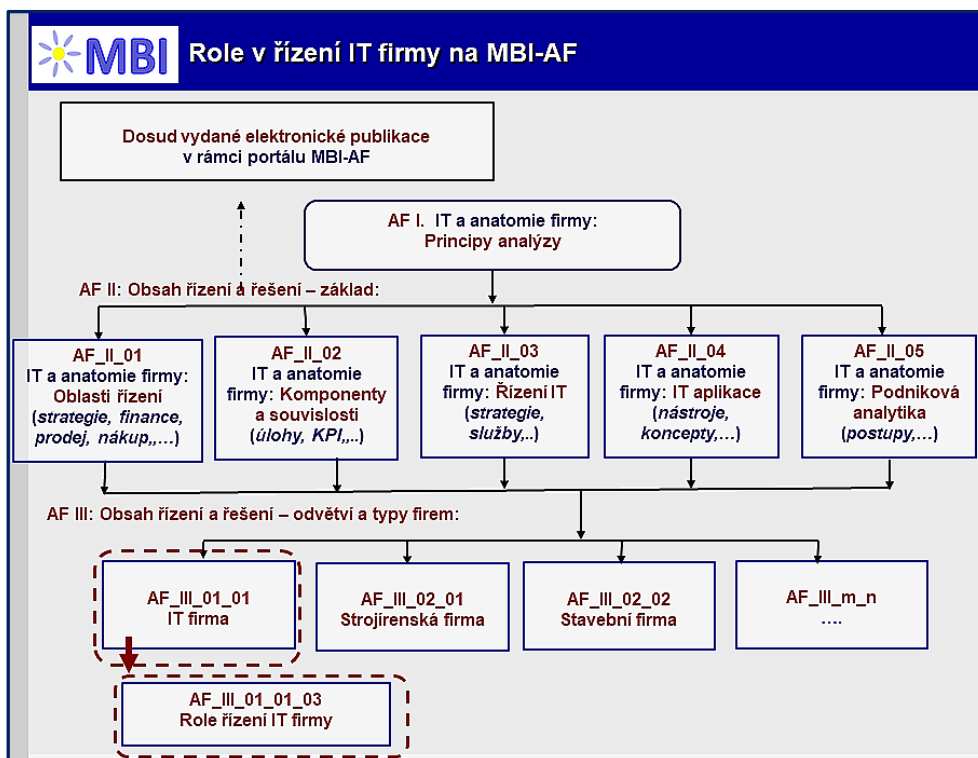 MBI
Role v řízení IT firmy na MBI-AF
Dosud vydané elektronické publikace
v rámci portálu MBI-AF
AF I. IT a anatomie firmy:
Principy analýzy
AF II: Obsah řízení a řešení – základ:
AF_II_01
IT a anatomie
firmy:
Oblasti řízení
(strategie, finance,
prodej, nákup,,…)
AF_II_02
IT a anatomie
firmy: Komponenty
a souvislosti
(úlohy, KPI,,..)
AF_II_03
IT a anatomie
firmy: Řízení IT
(strategie,
služby,..)
AF_II_04
IT a anatomie
firmy: IT aplikace
(nástroje,
koncepty,…)
AF_II_05
IT a anatomie
firmy: Podniková
analytika
(postupy,…)
AF III: Obsah řízení a řešení – odvětví a typy firem:
AF_III_01_01
IT firma
AF_III_02_01
Strojírenská firma
AF_III_02_02
Stavební firma
AF_III_m_n
….
AF_III_01_01_03
Role řízení IT firmy